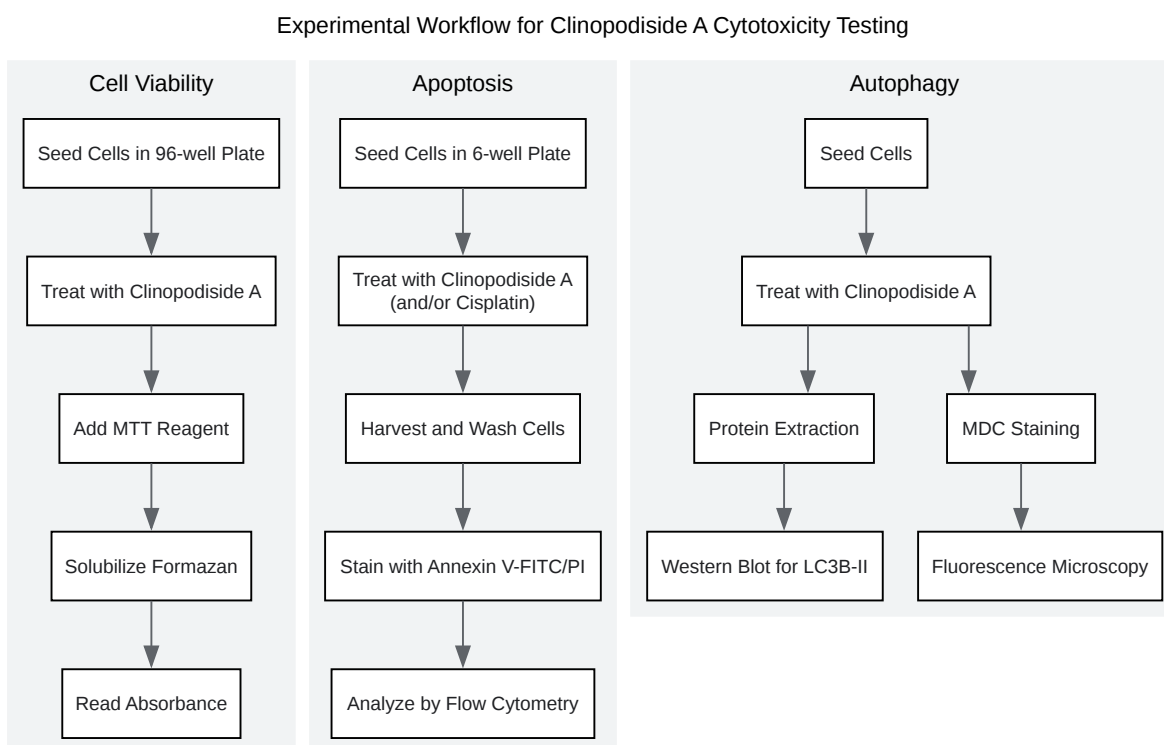 Experimental Workflow for Clinopodiside A Cytotoxicity Testing
Cell Viability
Seed Cells in 96-well Plate
Treat with Clinopodiside A
Add MTT Reagent
Solubilize Formazan
Read Absorbance
Apoptosis
Seed Cells in 6-well Plate
Treat with Clinopodiside A
(and/or Cisplatin)
Harvest and Wash Cells
Stain with Annexin V-FITC/PI
Analyze by Flow Cytometry
Autophagy
Seed Cells
Treat with Clinopodiside A
Protein Extraction
Western Blot for LC3B-II
MDC Staining
Fluorescence Microscopy